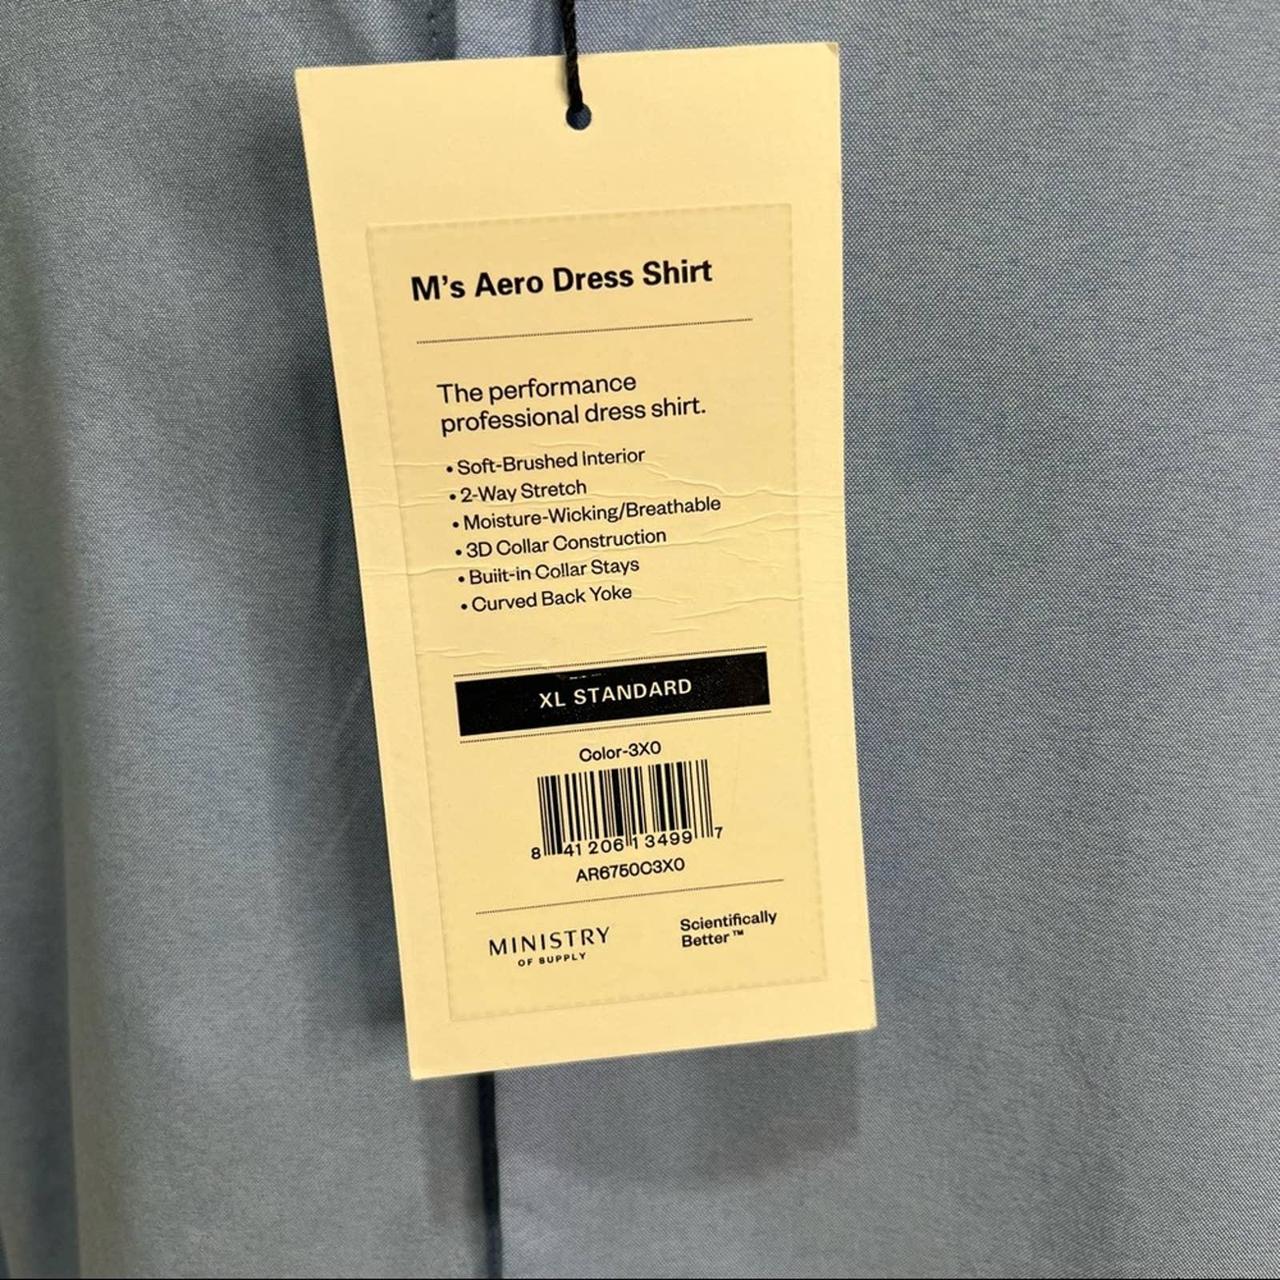 M's Aero Dress Shirt
The performance
professional dress shirt.
• Soft-Brushed Interior
• 2-Way Stretch
• Moisture-Wicking/Breathable
• 3D Collar Construction
• Built-in Collar Stays
• Curved Back Yoke
XL STANDARD
Color-3X0
8 41206 13499 7
AR6750C3X0
MINISTRY
OF SUPPLY
Scientifically
Better™